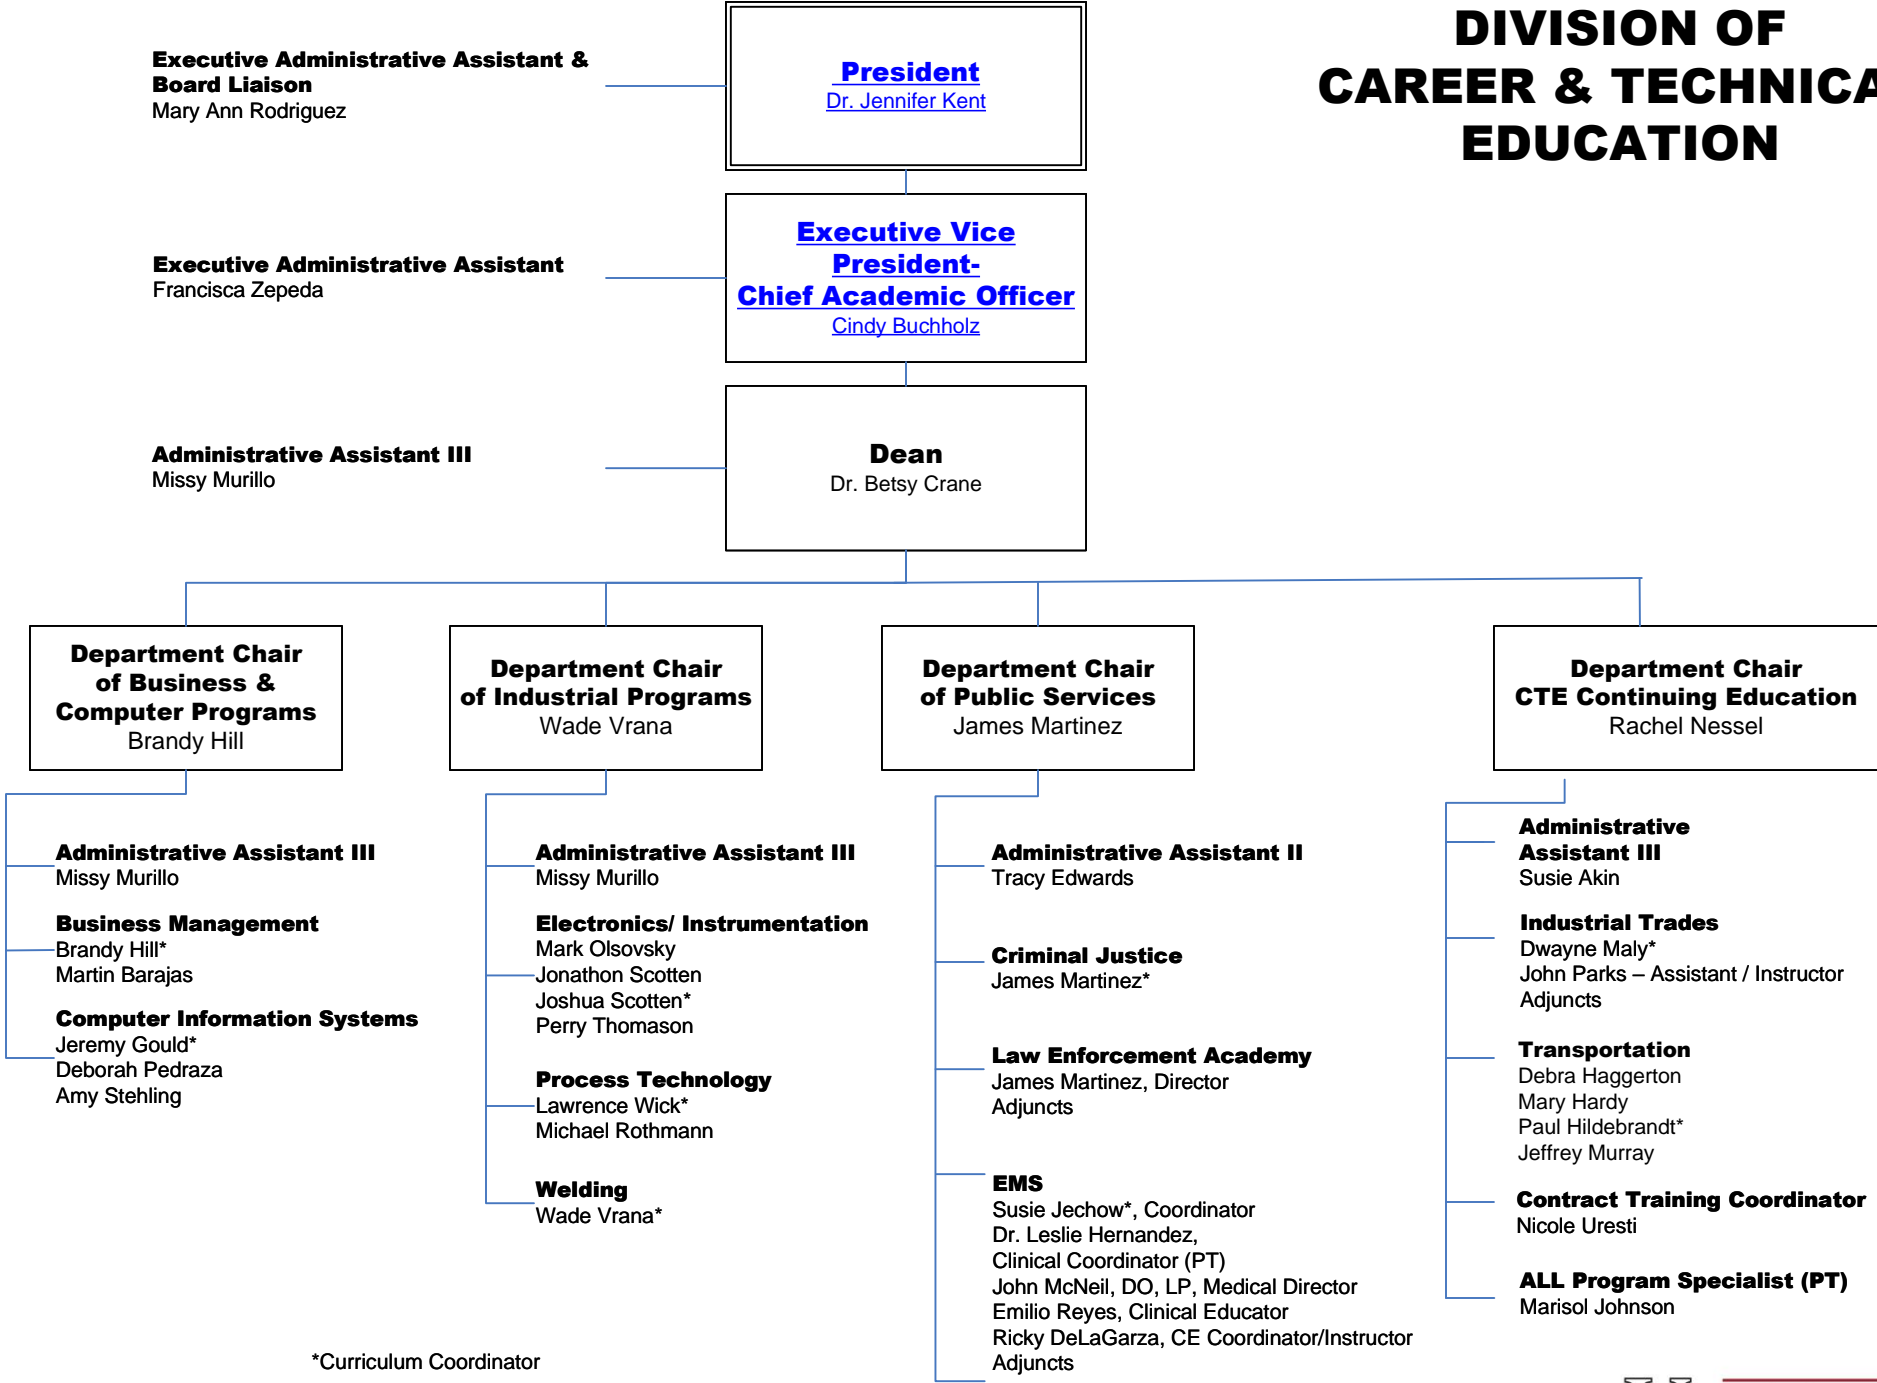 DIVISION OF
CAREER & TECHNICA
EDUCATION
Executive Administrative Assistant &
Board Liaison
Mary Ann Rodriguez
President
Dr. Jennifer Kent
Executive Administrative Assistant
Francisca Zepeda
Executive Vice
President-
Chief Academic Officer
Cindy Buchholz
Administrative Assistant III
Missy Murillo
Dean
Dr. Betsy Crane
Department Chair
of Business &
Computer Programs
Brandy Hill
Administrative Assistant III
Missy Murillo
Business Management
Brandy Hill*
Martin Barajas
Computer Information Systems
Jeremy Gould*
Deborah Pedraza
Amy Stehling
Department Chair
of Industrial Programs
Wade Vrana
Administrative Assistant III
Missy Murillo
Electronics/ Instrumentation
Mark Olsovsky
Jonathon Scotten
Joshua Scotten*
Perry Thomason
Process Technology
Lawrence Wick*
Michael Rothmann
Welding
Wade Vrana*
Department Chair
of Public Services
James Martinez
Administrative Assistant II
Tracy Edwards
Criminal Justice
James Martinez*
Law Enforcement Academy
James Martinez, Director
Adjuncts
EMS
Susie Jechow*, Coordinator
Dr. Leslie Hernandez,
Clinical Coordinator (PT)
John McNeil, DO, LP, Medical Director
Emilio Reyes, Clinical Educator
Ricky DeLaGarza, CE Coordinator/Instructor
Adjuncts
Department Chair
CTE Continuing Education
Rachel Nessel
Administrative
Assistant III
Susie Akin
Industrial Trades
Dwayne Maly*
John Parks – Assistant / Instructor
Adjuncts
Transportation
Debra Haggerton
Mary Hardy
Paul Hildebrandt*
Jeffrey Murray
Contract Training Coordinator
Nicole Uresti
ALL Program Specialist (PT)
Marisol Johnson
*Curriculum Coordinator